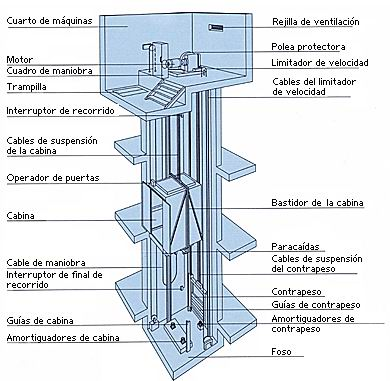 Cuarto de máquinas
Motor
Cuadro de maniobra
Trampilla
Interruptor de recorrido
Cables de suspensión
de la cabina
Operador de puertas
Cabina
Cable de maniobra
Interruptor de final de
recorrido
Guías de cabina
Amortiguadores de cabina
Rejilla de ventilación
Polea protectora
Limitador de velocidad
Cables del limitador
de velocidad
Bastidor de la cabina
Paracaídas
Cables de suspensión
del contrapeso
Contrapeso
Guías de contrapeso
Amortiguadores de
contrapeso
Foso